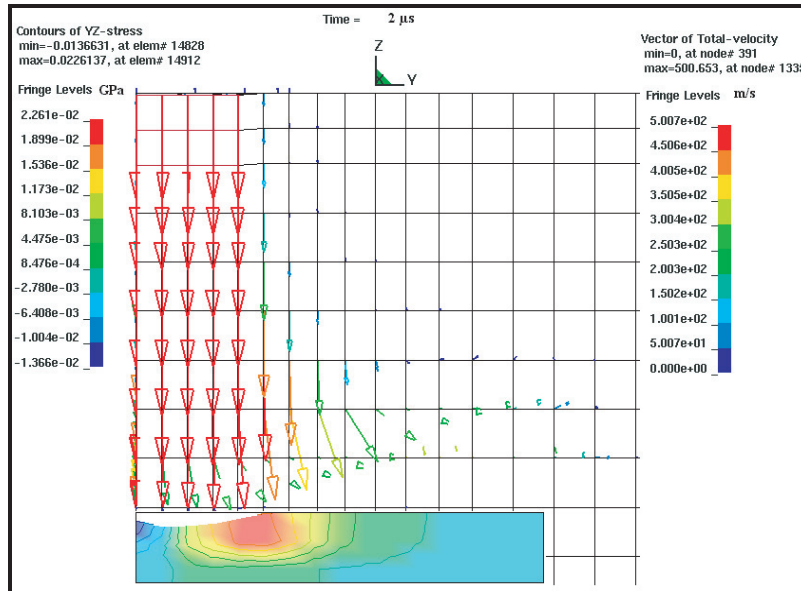 Time = 2 µs
Contours of YZ-stress
min=-0.0136631, at elem# 14828
max=0.0226137, at elem# 14912
Fringe Levels GPa
2.261e-02
1.899e-02
1.536e-02
1.173e-02
8.103e-03
4.475e-03
8.476e-04
-2.780e-03
-6.408e-03
-1.004e-02
-1.366e-02
Z
X
Y
Vector of Total-velocity
min=0, at node# 391
max=500.653, at node# 1335
Fringe Levels m/s
5.007e+02
4.506e+02
4.005e+02
3.505e+02
3.004e+02
2.503e+02
2.003e+02
1.502e+02
1.001e+02
5.007e+01
0.000e+00